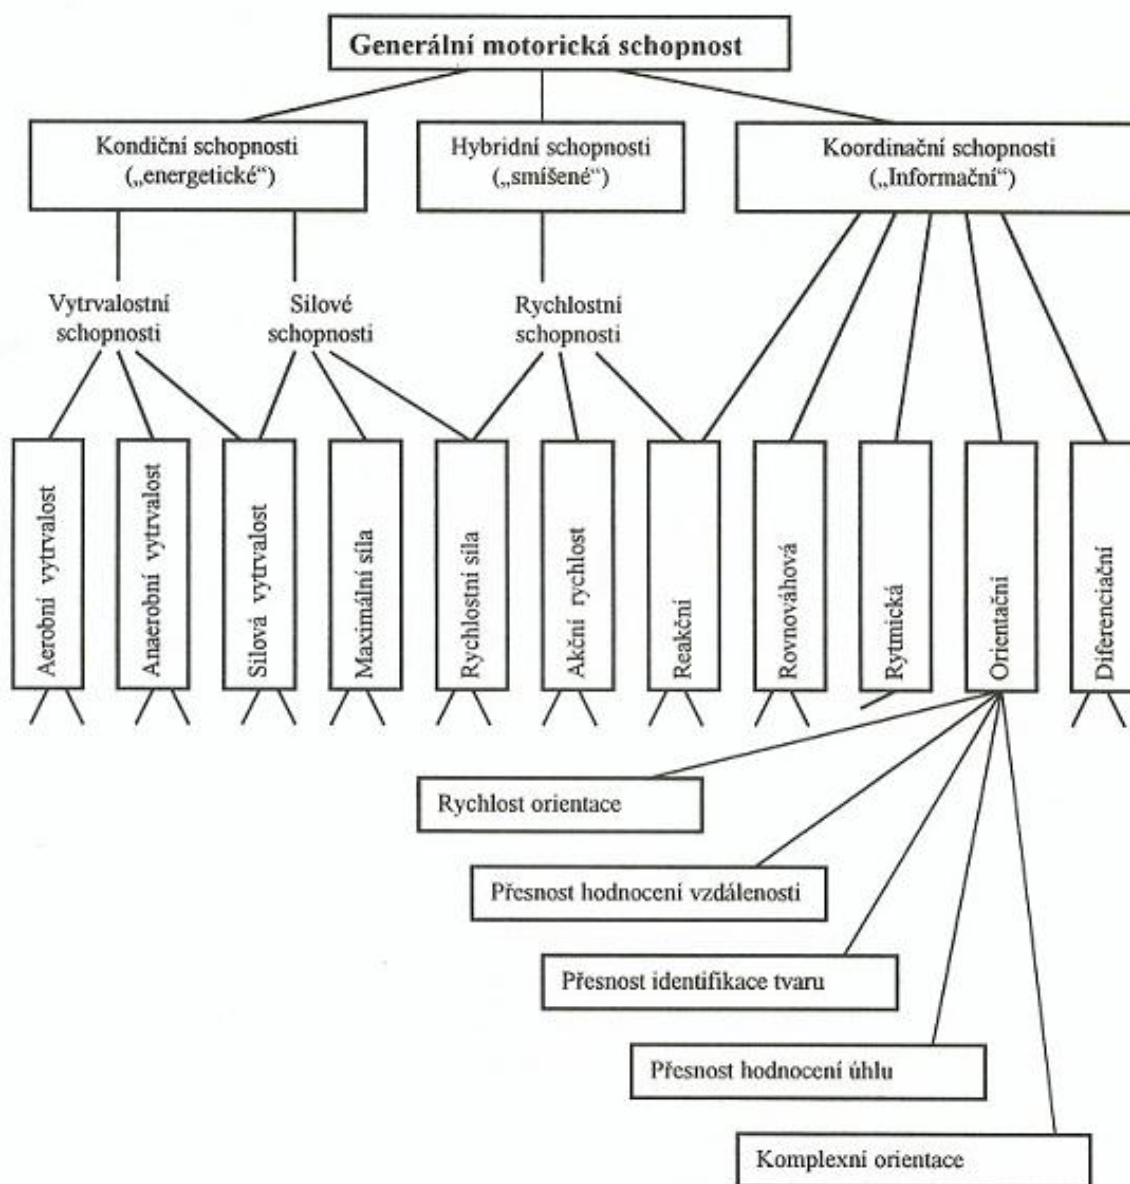 Generální motorická schopnost
Kondiční schopnosti
(„energetické“)
Hybridní schopnosti
(„smíšené“)
Koordinační schopnosti
(„Informační“)
Vytrvalostní
schopnosti
Silové
schopnosti
Rychlostní
schopnosti
Aerobní vytrvalost
Anaerobní vytrvalost
Silová vytrvalost
Maximální síla
Rychlostní síla
Akční rychlost
Reakční
Rovnováhová
Rytmická
Orientační
Diferenciační
Rychlost orientace
Přesnost hodnocení vzdálenosti
Přesnost identifikace tvaru
Přesnost hodnocení úhlu
Komplexní orientace